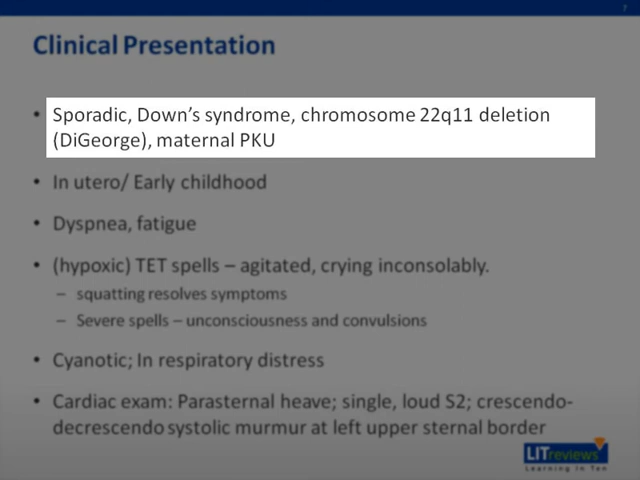 7
Clinical Presentation
• Sporadic, Down's syndrome, chromosome 22q11 deletion
(DiGeorge), maternal PKU
• In utero/ Early childhood
• Dyspnea, fatigue
• (hypoxic) TET spells – agitated, crying inconsolably.
– squatting resolves symptoms
– Severe spells – unconsciousness and convulsions
• Cyanotic; In respiratory distress
• Cardiac exam: Parasternal heave; single, loud S2; crescendo-
decrescendo systolic murmur at left upper sternal border
LITreviews
Learning In Ten